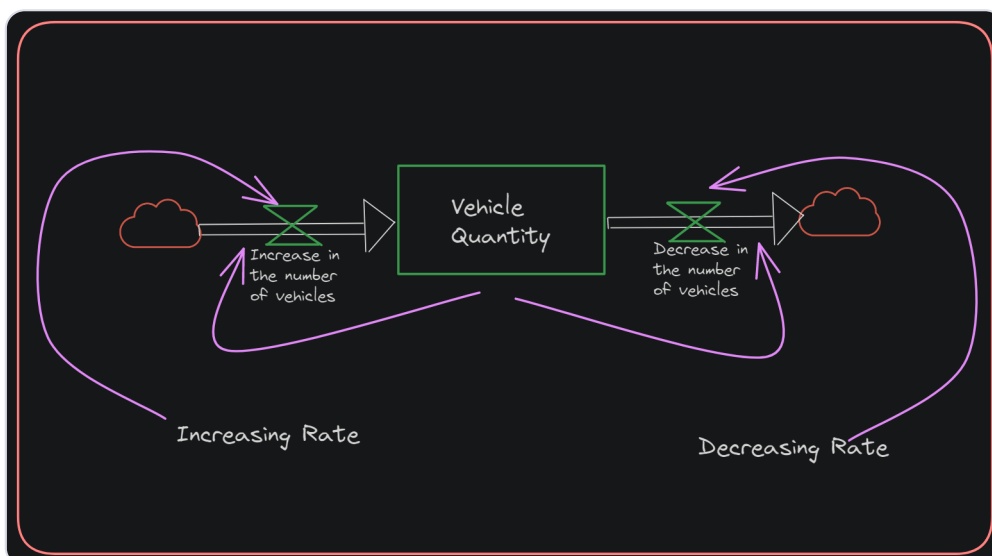 Vehicle
Quantity
Increase in
the number
of vehicles
Decrease in
the number
of vehicles
Increasing Rate
Decreasing Rate